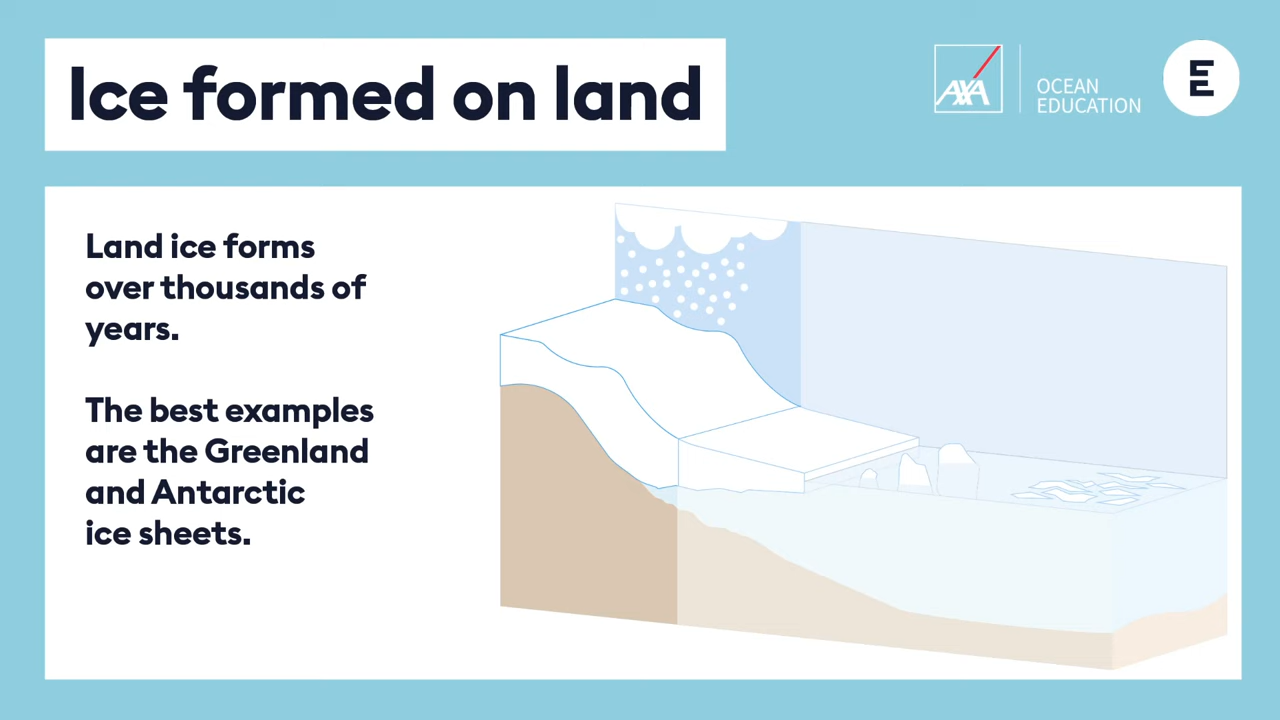 Ice formed on land
AXA
OCEAN
EDUCATION
E
Land ice forms
over thousands of
years.
The best examples
are the Greenland
and Antarctic
ice sheets.